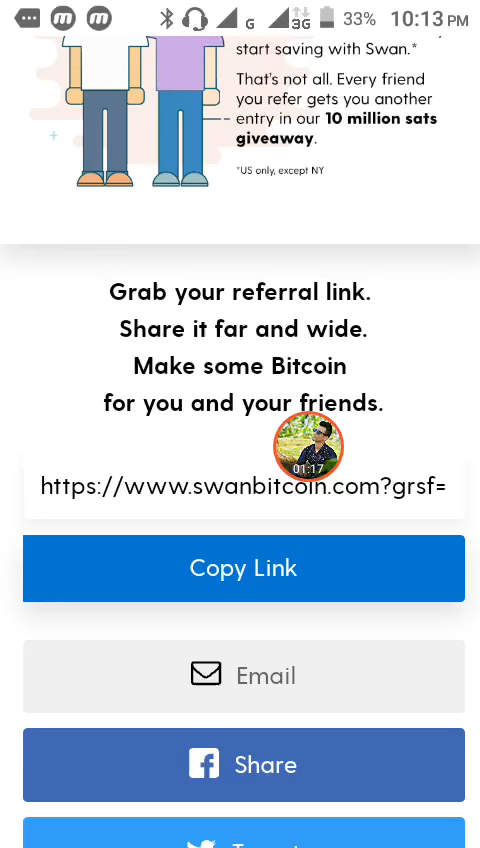 G 3G 33% 10:13 PM
start saving with Swan.*
That's not all. Every friend
you refer gets you another
entry in our 10 million sats
giveaway.
*US only, except NY
Grab your referral link.
Share it far and wide.
Make some Bitcoin
for you and your friends.
01:17
https://www.swanbitcoin.com?grsf=
Copy Link
Email
Share